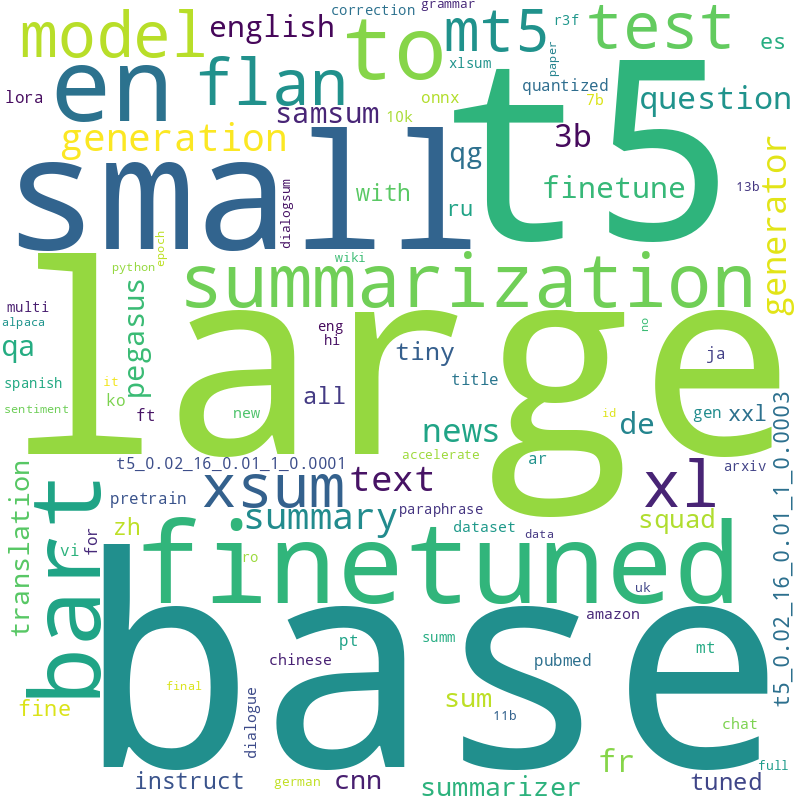 correction
grammar
model
english
to
mt5
r3f
test
es
paper
xlsum
lora
en
flan
samsum
10k
onnx
quantized
7b
question
generation
t5
3b
small
dialogsum
with
qg
ru
finetune
13b
generator
epoch
python
wiki
summarization
multi
alpaca
pegasus
large
eng
hi
no
qa
tiny
ja
spanish
title
ko
it
all
sentiment
ft
new
news
id
de
gen
xxl
ar
accelerate
t5_0.02_16_0.01_1_0.0001
xsum
text
xl
arxiv
t5_0.02_16_0.01_1_0.0003
translation
bart
pretrain
summary
paraphrase
squad
zh
for
dataset
data
vi
finetuned
ro
base
uk
amazon
pt
summ
mt
chinese
pubmed
final
dialogue
sum
fine
11b
chat
instruct
german
cnn
summarizer
fr
tuned
full